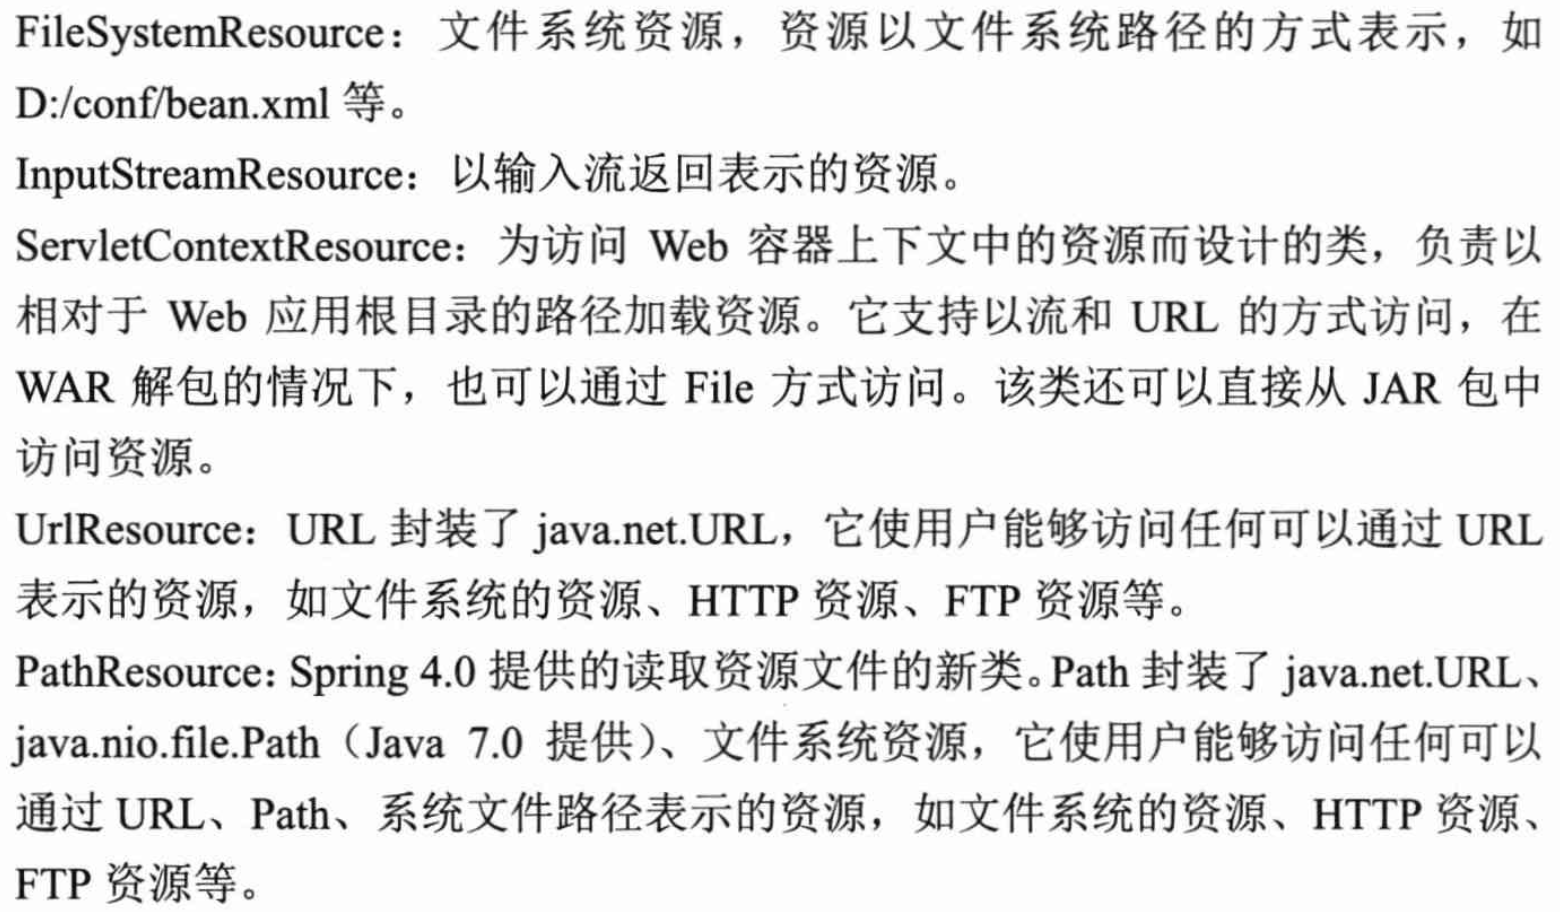 FileSystemResource：文件系统资源，资源以文件系统路径的方式表示，如
D:/conf/bean.xml 等。
InputStreamResource：以输入流返回表示的资源。
ServletContextResource：为访问 Web 容器上下文中的资源而设计的类，负责以
相对于 Web 应用根目录的路径加载资源。它支持以流和 URL 的方式访问，在
WAR 解包的情况下，也可以通过 File 方式访问。该类还可以直接从 JAR 包中
访问资源。
UrlResource：URL 封装了 java.net.URL，它使用户能够访问任何可以通过 URL
表示的资源，如文件系统的资源、HTTP 资源、FTP 资源等。
PathResource：Spring 4.0 提供的读取资源文件的新类。Path 封装了 java.net.URL、
java.nio.file.Path（Java 7.0 提供）、文件系统资源，它使用户能够访问任何可以
通过 URL、Path、系统文件路径表示的资源，如文件系统的资源、HTTP 资源、
FTP 资源等。